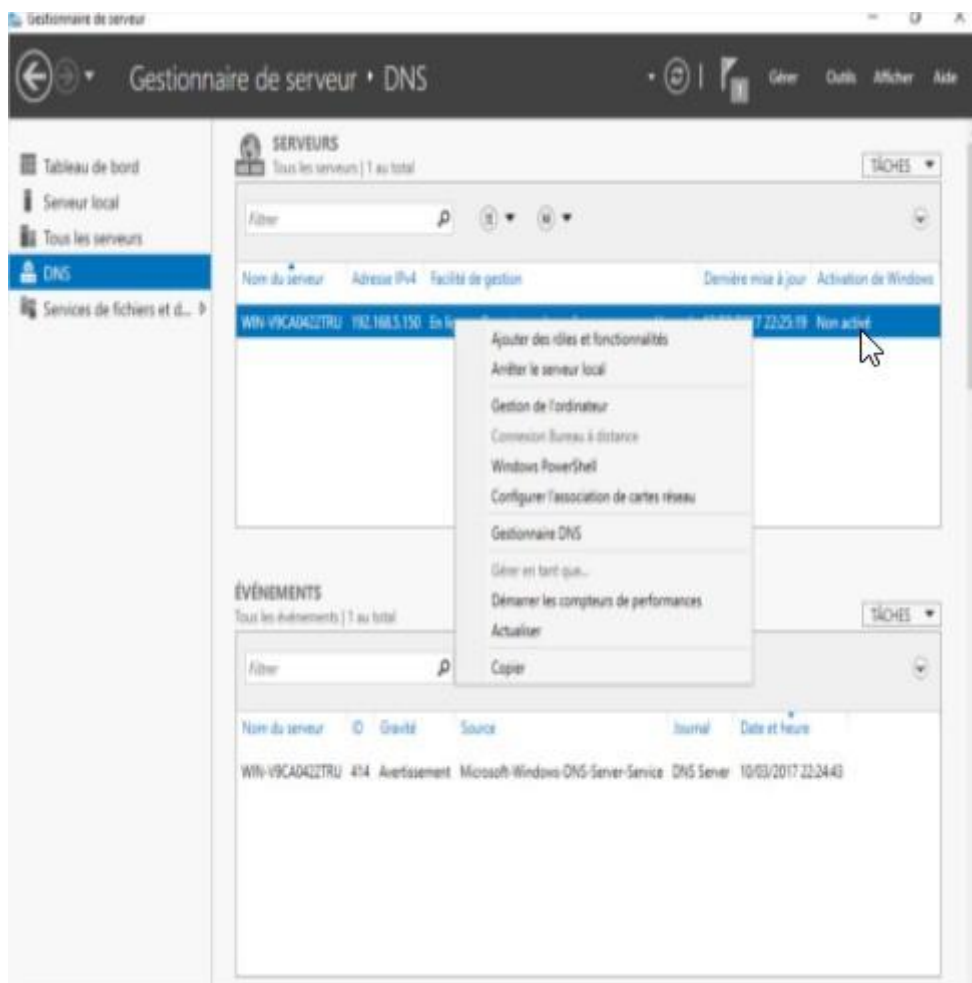 Gestionnaire de serveur
Gestionnaire de serveur • DNS
Gérer Outils Afficher Aide
Tableau de bord
Serveur local
Tous les serveurs
DNS
Services de fichiers et d...
SERVEURS
Tous les serveurs | 1 au total
TÂCHES
Filtrer
Nom du serveur Adresse IPv4 Facilité de gestion Dernière mise à jour Activation de Windows
WIN-V9CA0422TRU 192.168.5.150 En li 2017 22:25:19 Non activé
Ajouter des rôles et fonctionnalités
Arrêter le serveur local
Gestion de l'ordinateur
Connexion Bureau à distance
Windows PowerShell
Configurer l'association de cartes réseau
Gestionnaire DNS
Gérer en tant que...
Démarrer les compteurs de performances
Actualiser
Copier
ÉVÉNEMENTS
Tous les événements | 1 au total
TÂCHES
Filtrer
Nom du serveur ID Gravité Source Journal Date et heure
WIN-V9CA0422TRU 414 Avertissement Microsoft-Windows-DNS-Server-Service DNS Server 10/03/2017 22:24:43